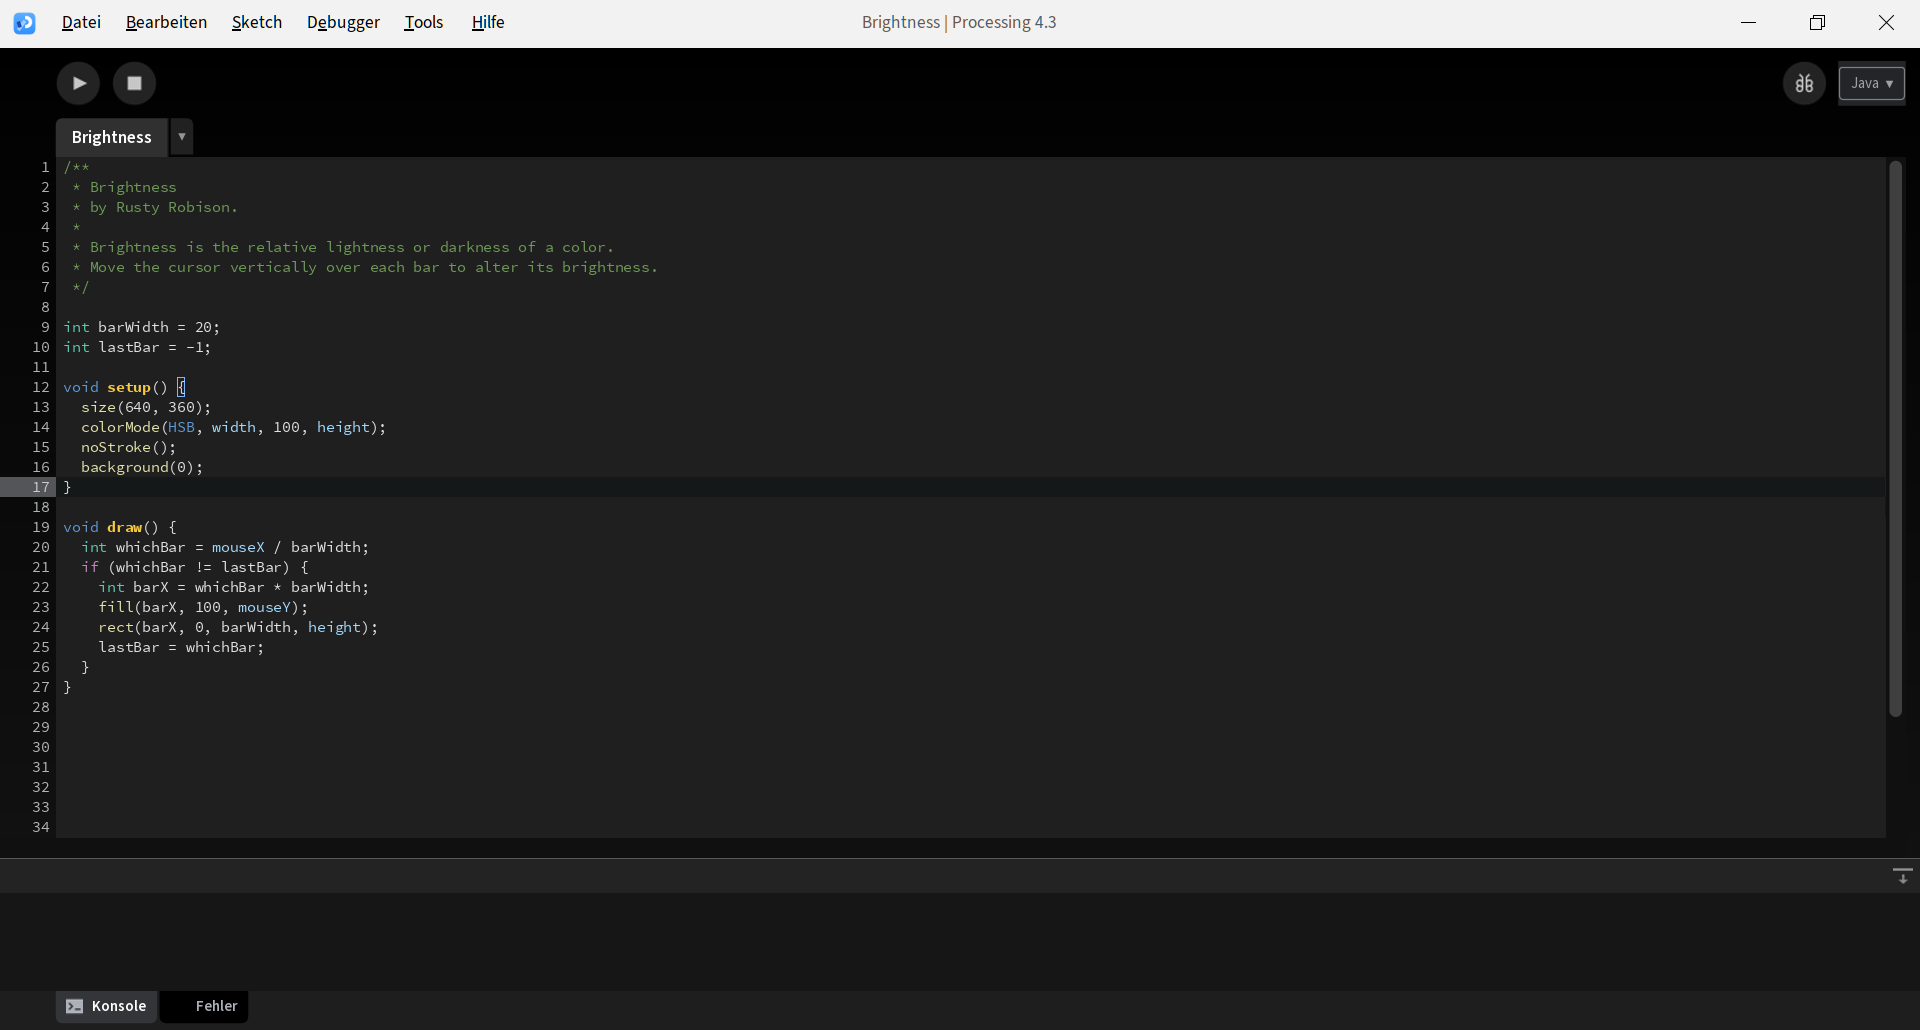 Datei Bearbeiten Sketch Debugger Tools Hilfe Brightness | Processing 4.3
Java ▾
Brightness ▾
1 /**
2  * Brightness
3  * by Rusty Robison.
4  *
5  * Brightness is the relative lightness or darkness of a color.
6  * Move the cursor vertically over each bar to alter its brightness.
7  */
8
9 int barWidth = 20;
10 int lastBar = -1;
11
12 void setup() {
13   size(640, 360);
14   colorMode(HSB, width, 100, height);
15   noStroke();
16   background(0);
17 }
18
19 void draw() {
20   int whichBar = mouseX / barWidth;
21   if (whichBar != lastBar) {
22     int barX = whichBar * barWidth;
23     fill(barX, 100, mouseY);
24     rect(barX, 0, barWidth, height);
25     lastBar = whichBar;
26   }
27 }
28
29
30
31
32
33
34
Konsole Fehler